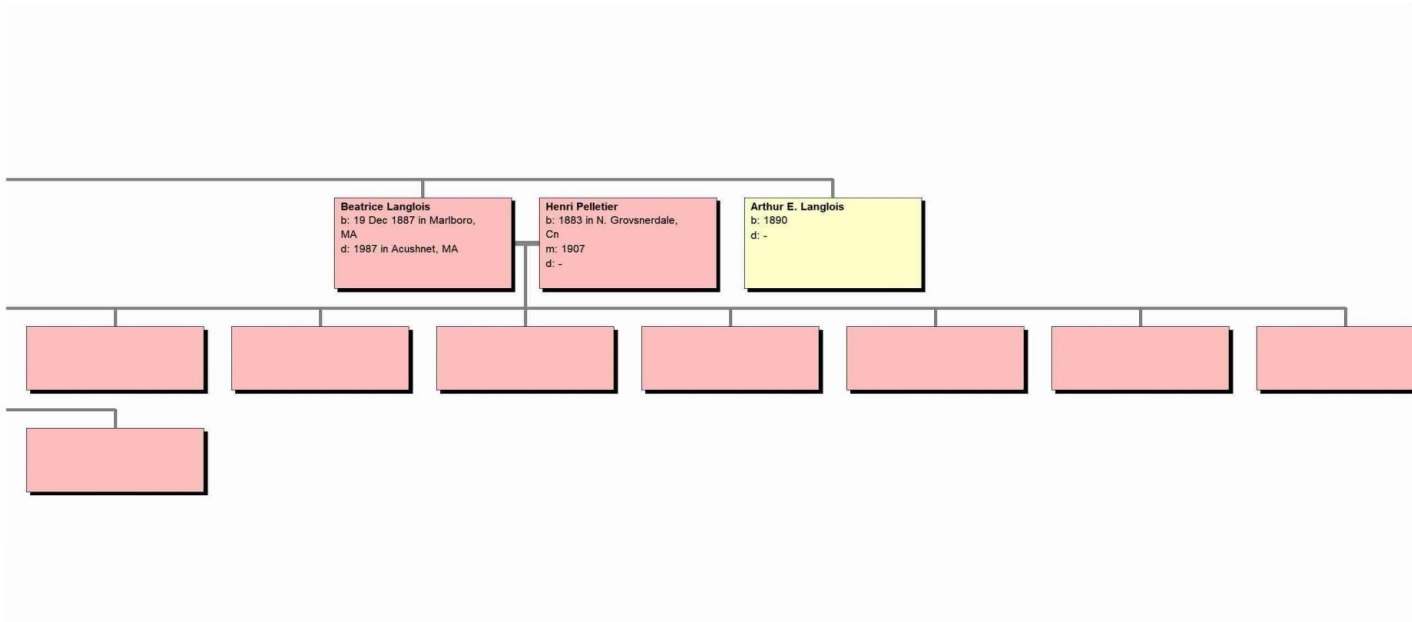 Beatrice Langlois
b: 19 Dec 1887 in Marlboro,
MA
d: 1987 in Acushnet, MA
Henri Pelletier
b: 1883 in N. Grovsnerdale,
Cn
m: 1907
d: -
Arthur E. Langlois
b: 1890
d: -